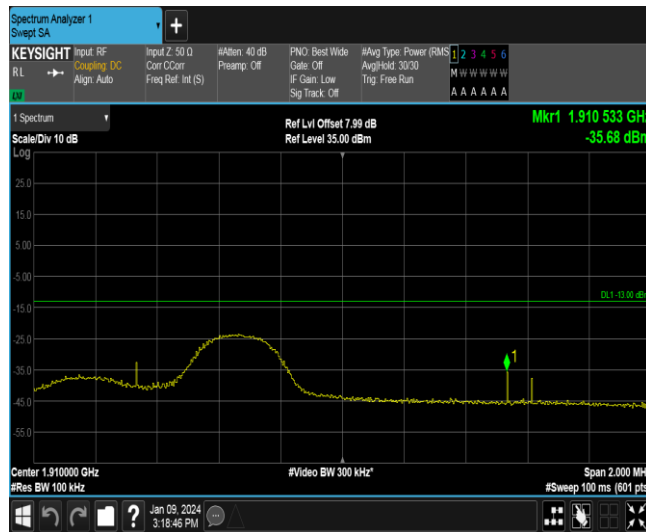 Spectrum Analyzer 1
Swept SA
+
KEYSIGHT
RL
Input: RF
Coupling: DC
Align: Auto
Input Z: 50 Ω
Corr CCorr
Freq Ref: Int (S)
#Atten: 40 dB
Preamp: Off
PNO: Best Wide
Gate: Off
IF Gain: Low
Sig Track: Off
#Avg Type: Power (RMS
Avg|Hold: 30/30
Trig: Free Run
1 2 3 4 5 6
M W W W W W
A A A A A A
1 Spectrum
Scale/Div 10 dB
Ref Lvl Offset 7.99 dB
Ref Level 35.00 dBm
Mkr1 1.910 533 GHz
-35.68 dBm
Log
25.0
15.0
5.00
-5.00
-15.0
-25.0
-35.0
-45.0
-55.0
DL1 -13.00 dBm
1
Center 1.910000 GHz
#Res BW 100 kHz
#Video BW 300 kHz*
Span 2.000 MH
#Sweep 100 ms (601 pts
?
Jan 09, 2024
3:18:46 PM